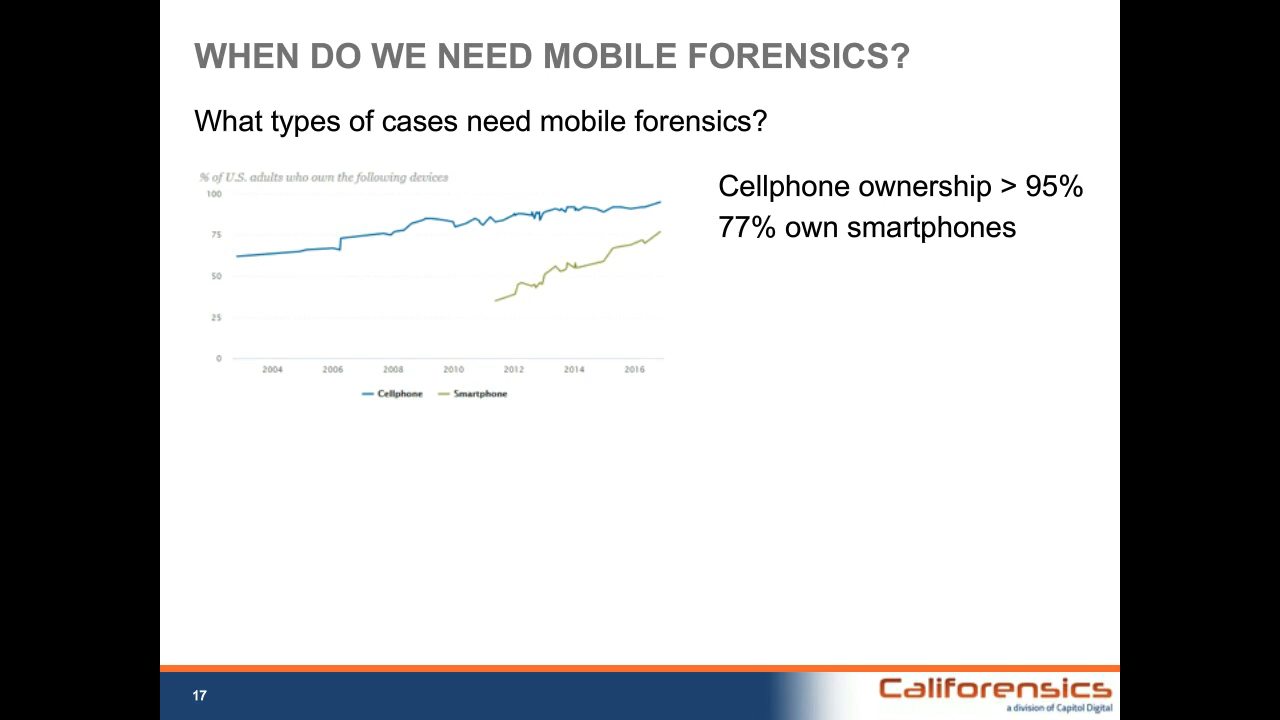 WHEN DO WE NEED MOBILE FORENSICS?
What types of cases need mobile forensics?
% of U.S. adults who own the following devices
100
75
50
25
0
2004 2006 2008 2010 2012 2014 2016
Cellphone Smartphone
Cellphone ownership > 95%
77% own smartphones
17
Califorensics
a division of Capitol Digital